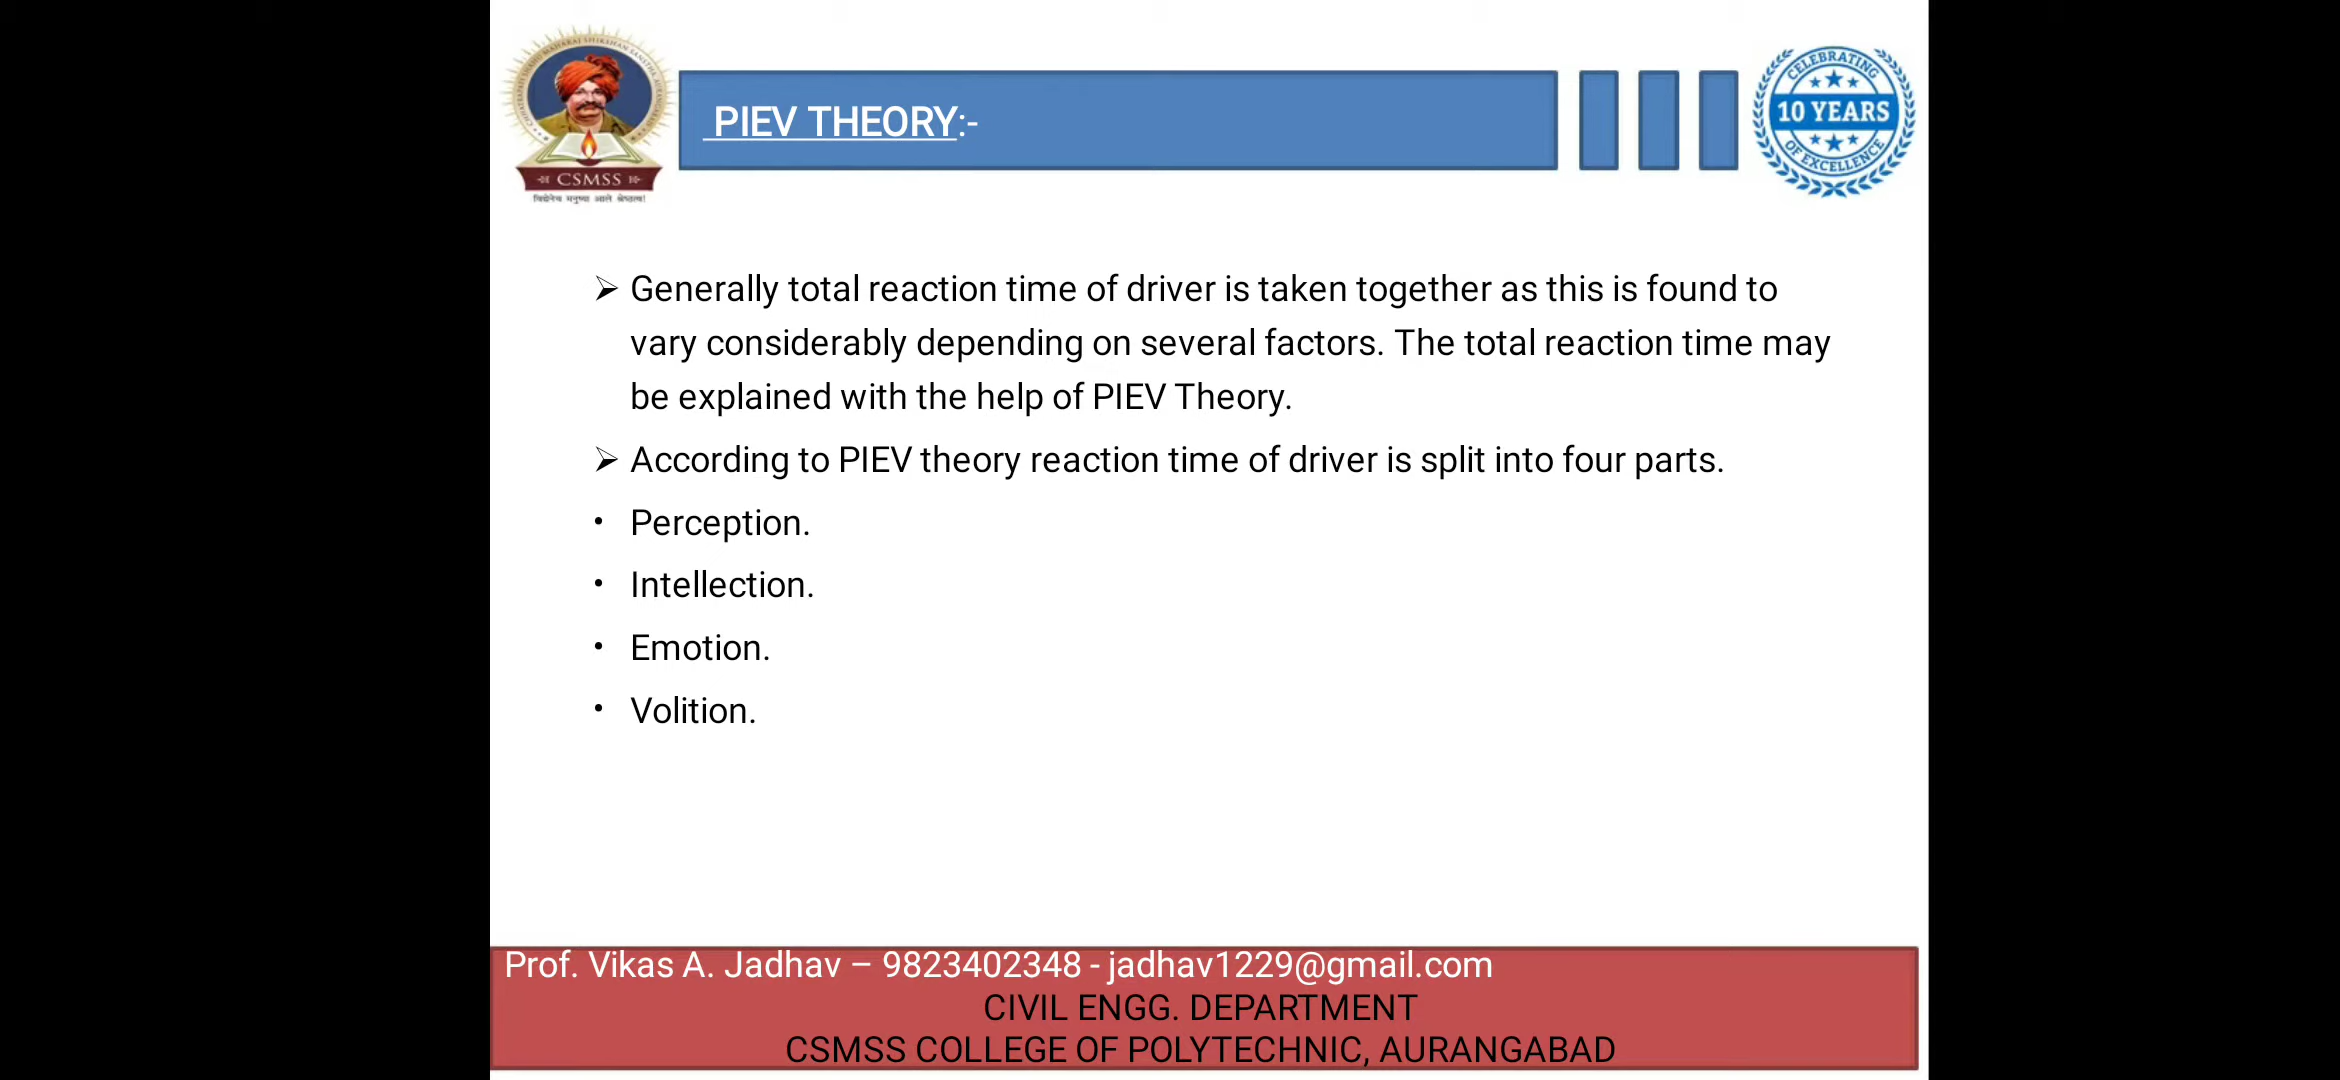 PIEV THEORY:-
CELEBRATING
10 YEARS
OF EXCELLENCE
CSMSS
➢ Generally total reaction time of driver is taken together as this is found to
vary considerably depending on several factors. The total reaction time may
be explained with the help of PIEV Theory.
➢ According to PIEV theory reaction time of driver is split into four parts.
• Perception.
• Intellection.
• Emotion.
• Volition.
Prof. Vikas A. Jadhav – 9823402348 - jadhav1229@gmail.com
CIVIL ENGG. DEPARTMENT
CSMSS COLLEGE OF POLYTECHNIC, AURANGABAD